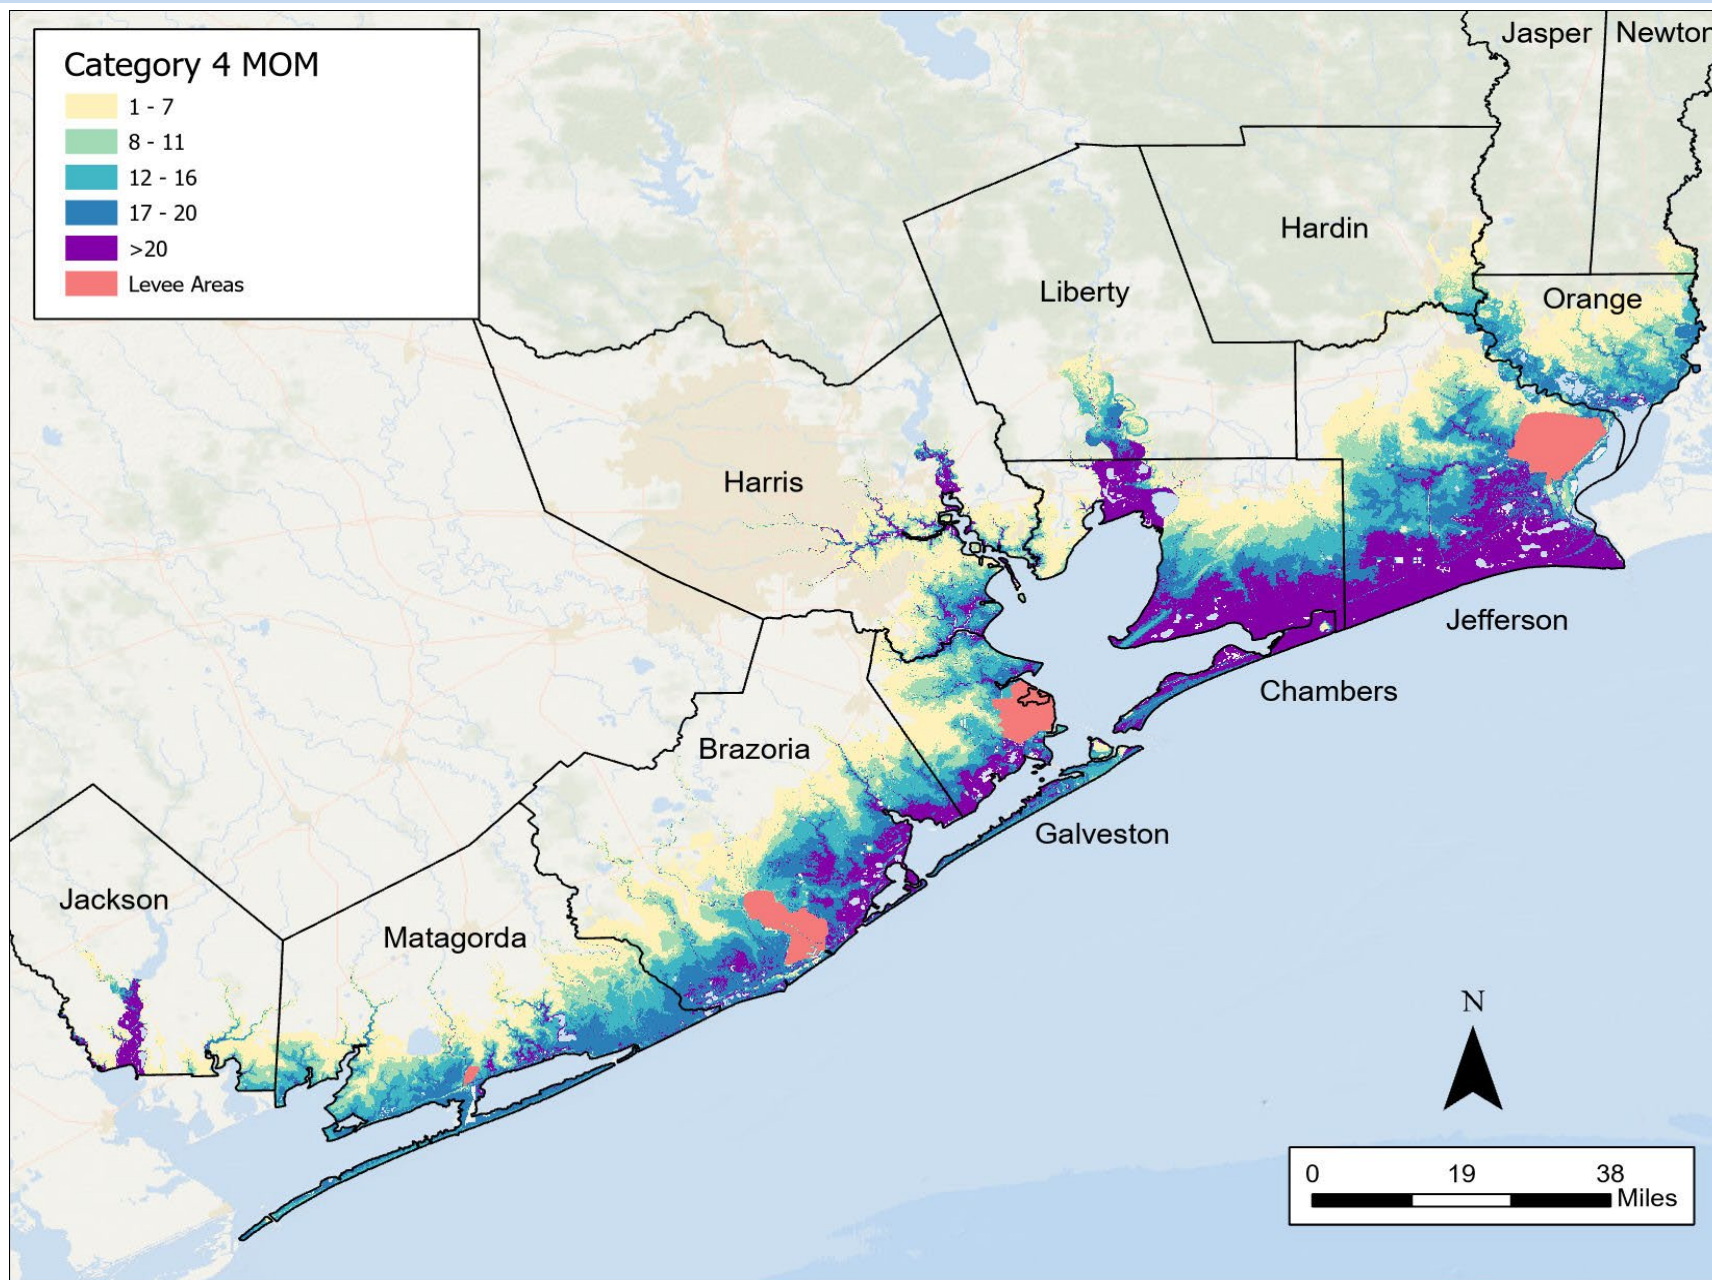 Category 4 MOM
1 - 7
8 - 11
12 - 16
17 - 20
>20
Levee Areas
Jasper
Newton
Hardin
Liberty
Orange
Harris
Jefferson
Chambers
Brazoria
Galveston
Jackson
Matagorda
N
0 19 38
Miles